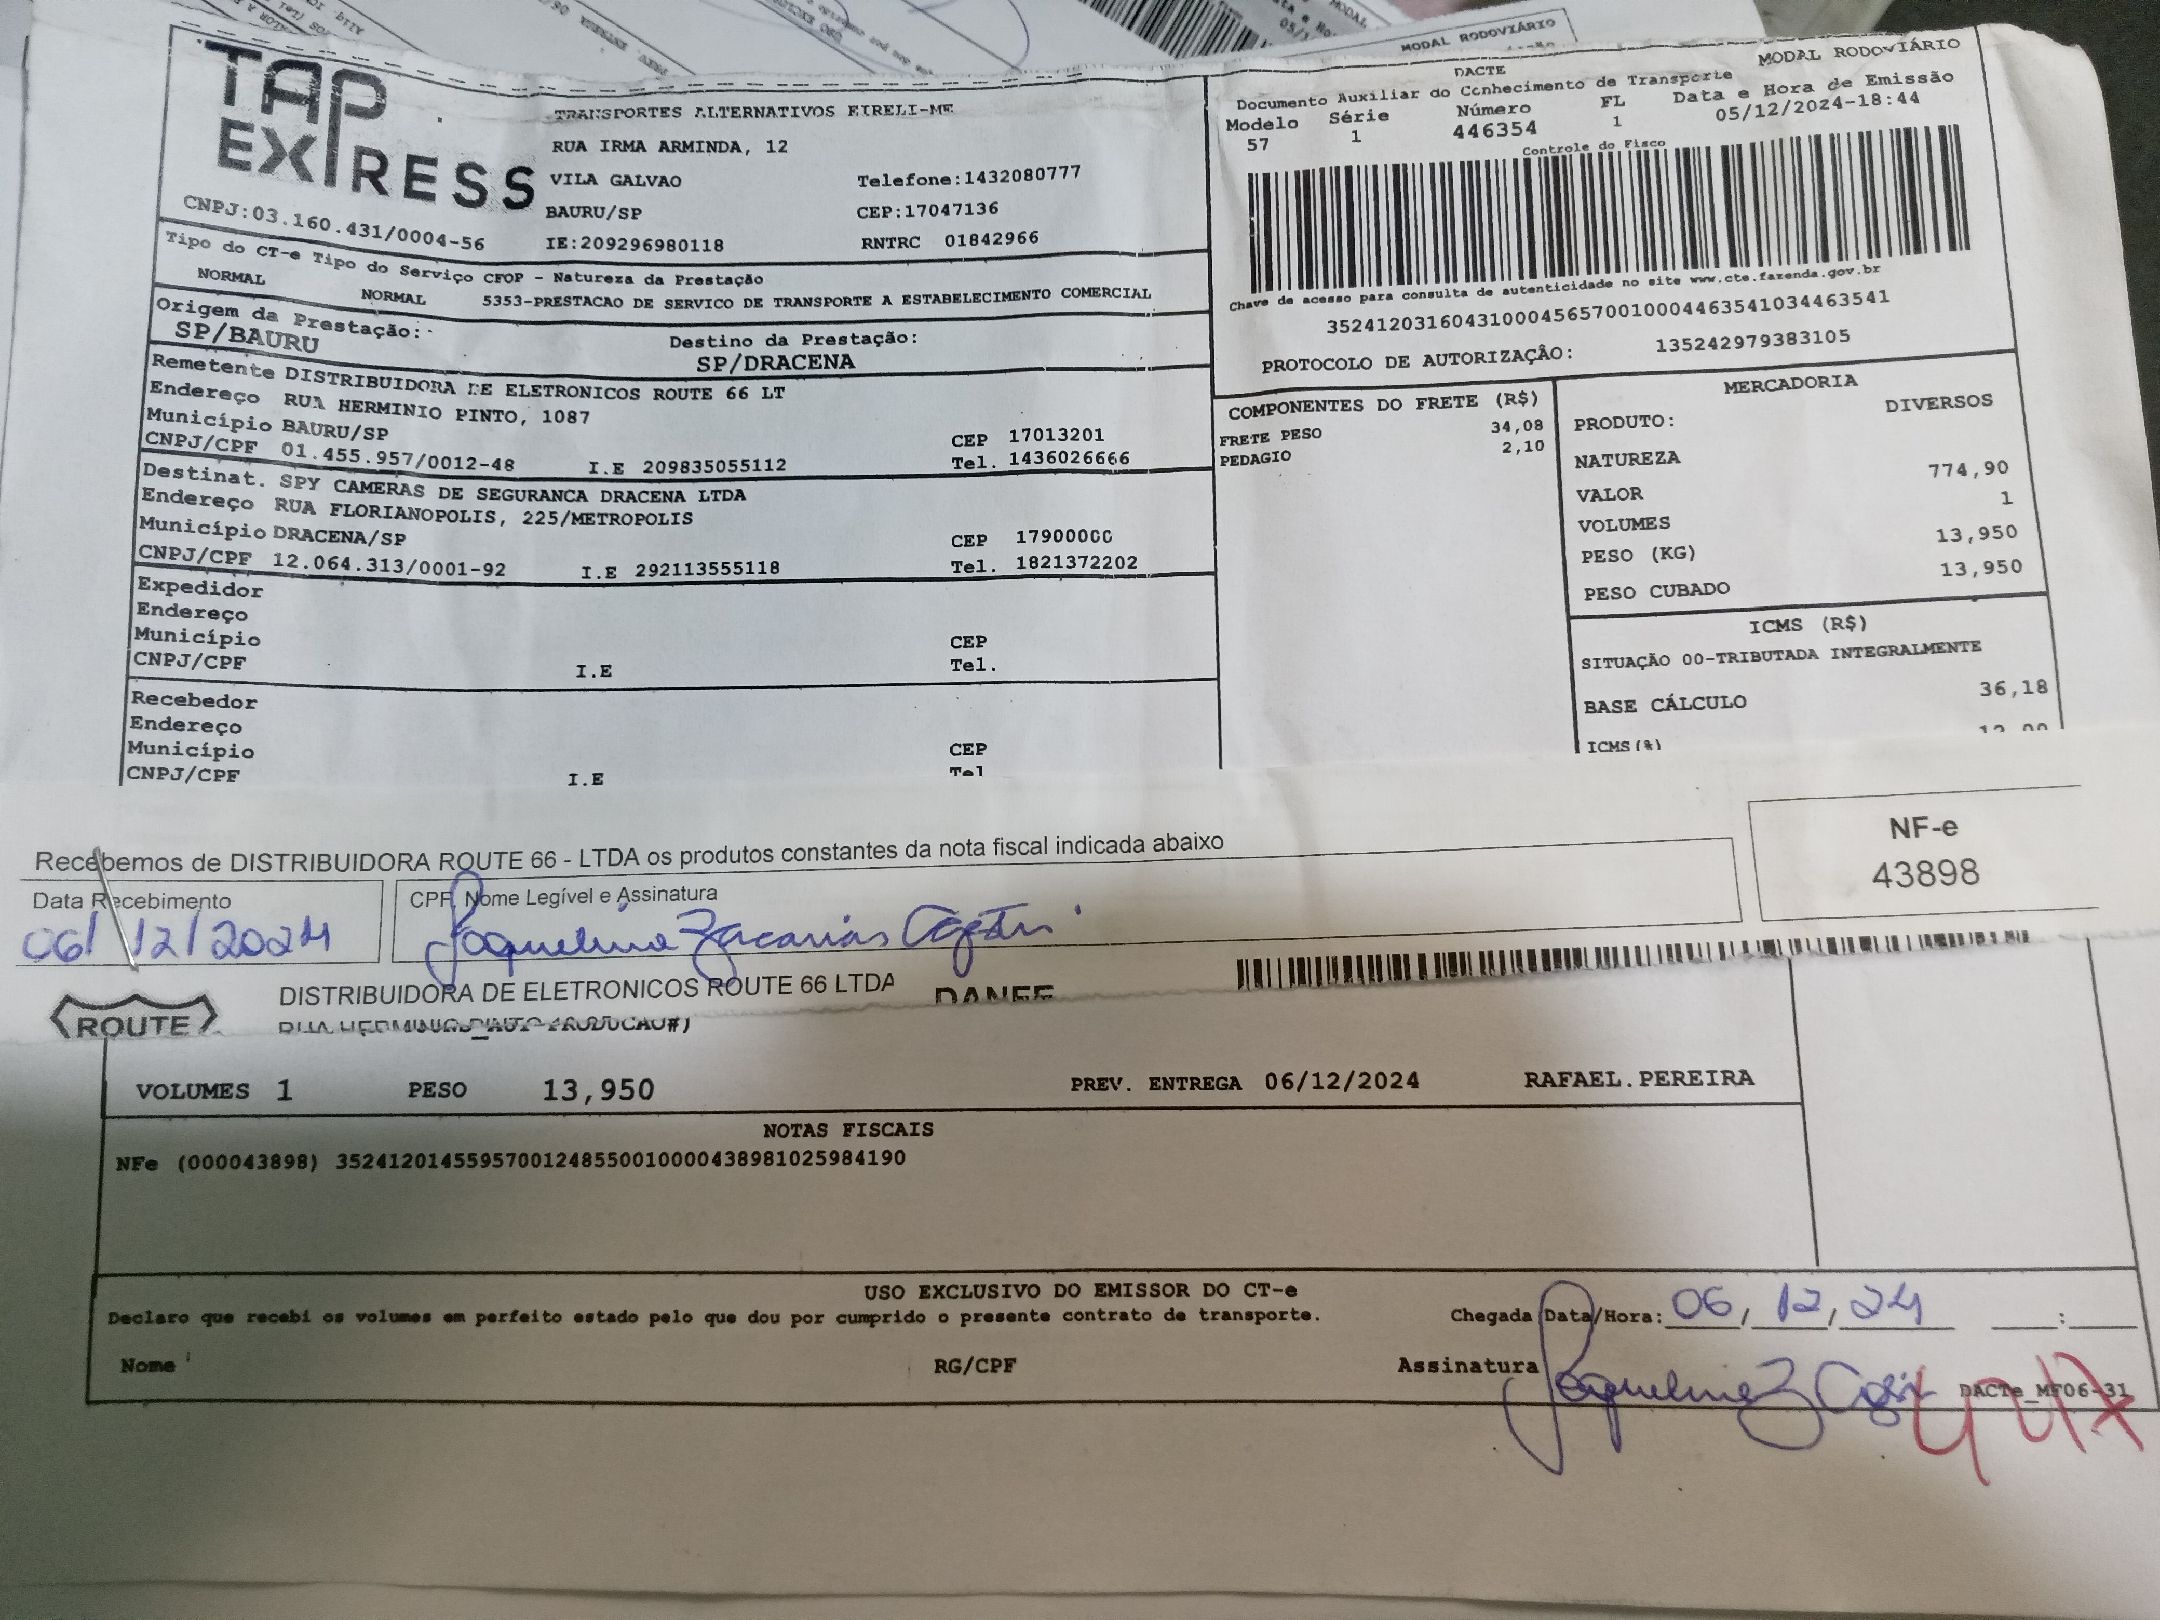 TAP
EXPRESS
CNPJ:03.160.431/0004-56
TRANSPORTES ALTERNATIVOS EIRELI-ME
RUA IRMA ARMINDA, 12
VILA GALVAO
Telefone:1432080777
BAURU/SP
CEP:17047136
IE:209296980118
RNTRC 01842966
MODAL RODOVIÁRIO
MODAL RODOVIÁRIO
DACTE
Documento Auxiliar do Conhecimento de Transporte
Modelo Série Número FL Data e Hora de Emissão
57 1 446354 1 05/12/2024-18:44
Controle do Fisco
Chave de acesso para consulta de autenticidade no site www.cte.fazenda.gov.br
35241203160431000456570010004463541034463541
PROTOCOLO DE AUTORIZAÇÂO: 135242979383105
Tipo do CT-e Tipo do Serviço CFOP - Natureza da Prestação
NORMAL NORMAL 5353-PRESTACAO DE SERVICO DE TRANSPORTE A ESTABELECIMENTO COMERCIAL
Origem da Prestação: Destino da Prestação:
SP/BAURU SP/DRACENA
Remetente DISTRIBUIDORA DE ELETRONICOS ROUTE 66 LT
Endereço RUA HERMINIO PINTO, 1087
Município BAURU/SP CEP 17013201
CNPJ/CPF 01.455.957/0012-48 I.E 209835055112 Tel. 1436026666
Destinat. SPY CAMERAS DE SEGURANCA DRACENA LTDA
Endereço RUA FLORIANOPOLIS, 225/METROPOLIS
Município DRACENA/SP CEP 17900000
CNPJ/CPF 12.064.313/0001-92 I.E 292113555118 Tel. 1821372202
Expedidor
Endereço
Município CEP
CNPJ/CPF I.E Tel.
Recebedor
Endereço
Município CEP
CNPJ/CPF I.E Tel
COMPONENTES DO FRETE (R$)
FRETE PESO 34,08
PEDAGIO 2,10
MERCADORIA
PRODUTO: DIVERSOS
NATUREZA
VALOR 774,90
VOLUMES 1
PESO (KG) 13,950
PESO CUBADO 13,950
ICMS (R$)
SITUAÇÃO 00-TRIBUTADA INTEGRALMENTE
BASE CÁLCULO 36,18
ICMS(%) 12,00
Recebemos de DISTRIBUIDORA ROUTE 66 - LTDA os produtos constantes da nota fiscal indicada abaixo
NF-e
43898
Data Recebimento CPF, Nome Legível e Assinatura
06/12/2024 Jaqueline Zacarias
DISTRIBUIDORA DE ELETRONICOS ROUTE 66 LTDA DANFE
ROUTE
VOLUMES 1 PESO 13,950 PREV. ENTREGA 06/12/2024 RAFAEL.PEREIRA
NOTAS FISCAIS
NFe (000043898) 35241201455957001248550010000438981025984190
USO EXCLUSIVO DO EMISSOR DO CT-e
Declaro que recebi os volumes em perfeito estado pelo que dou por cumprido o presente contrato de transporte.
Chegada Data/Hora: 06/12/24 :
Nome RG/CPF Assinatura Jaqueline Z
DACTe_MF06-31